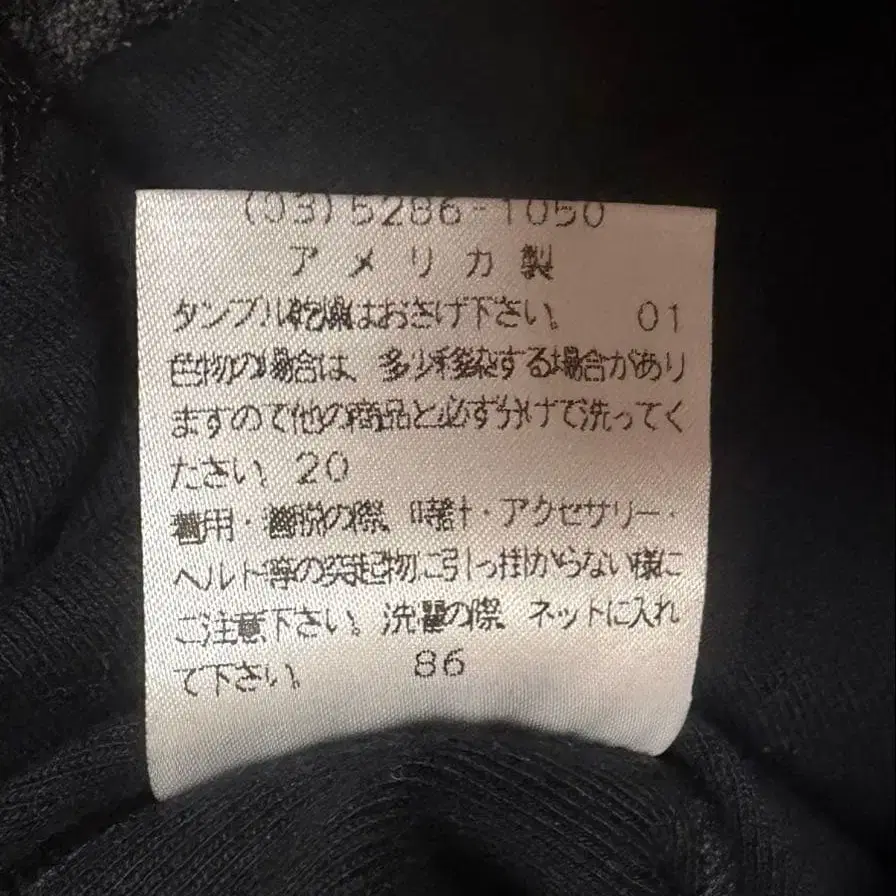 (03)5286-1050
アメリカ製
タンブル乾燥はおさけ下さい。 01
色物の場合は、多少移染する場合があり
ますので他の商品と必ず分けて洗ってく
ださい。20
着用・着脱の際、時計・アクセサリー・
ベルト等の突起物に引っ掛からない様に
ご注意下さい。洗濯の際、ネットに入れ
て下さい。 86